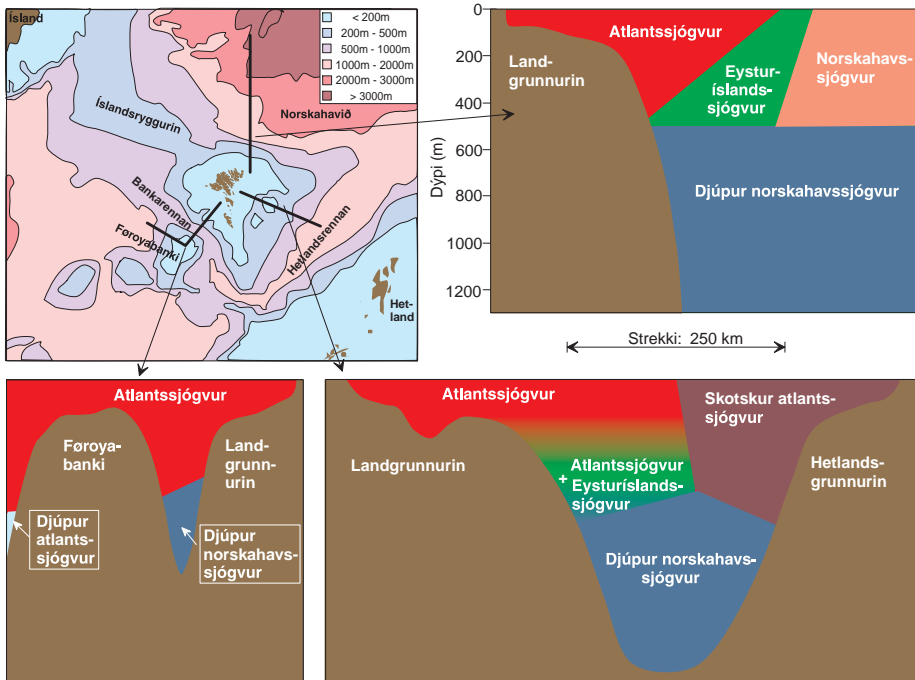 Ísland
< 200m
200m - 500m
500m - 1000m
1000m - 2000m
2000m - 3000m
> 3000m
Norskahavið
Íslandsryggurin
Bankarennan
Føroyabanki
Hetlandsrennan
Het-
land
0
200
400
600
800
1000
1200
Dýpi (m)
Atlantssjógvur
Land-
grunnurin
Eystur-
íslands-
sjógvur
Norskahavs-
sjógvur
Djúpur norskahavssjógvur
Strekki: 250 km
Atlantssjógvur
Føroya-
banki
Land-
grunn-
urin
Djúpur
atlants-
sjógvur
Djúpur
norskahavs-
sjógvur
Atlantssjógvur
Skotskur atlants-
sjógvur
Landgrunnurin
Atlantssjógvur
+ Eysturíslands-
sjógvur
Hetlands-
grunnurin
Djúpur norskahavs-
sjógvur